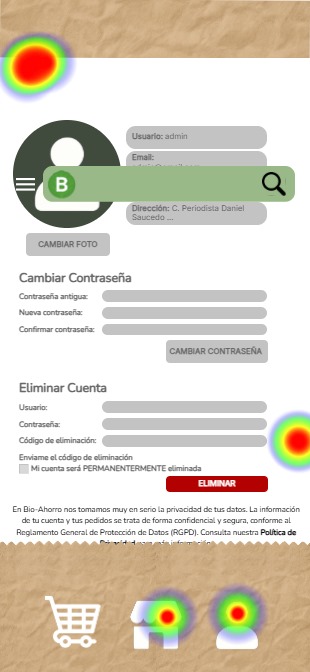 Usuario: admin
Email:
B
Dirección: C. Periodista Daniel
Saucedo ...
CAMBIAR FOTO
Cambiar Contraseña
Contraseña antigua:
Nueva contraseña:
Confirmar contraseña:
CAMBIAR CONTRASEÑA
Eliminar Cuenta
Usuario:
Contraseña:
Código de eliminación:
Enviame el código de eliminación
Mi cuenta será PERMANENTERMENTE eliminada
ELIMINAR
En Bio-Ahorro nos tomamos muy en serio la privacidad de tus datos. La información
de tu cuenta y tus pedidos se trata de forma confidencial y segura, conforme al
Reglamento General de Protección de Datos (RGPD). Consulta nuestra Política de